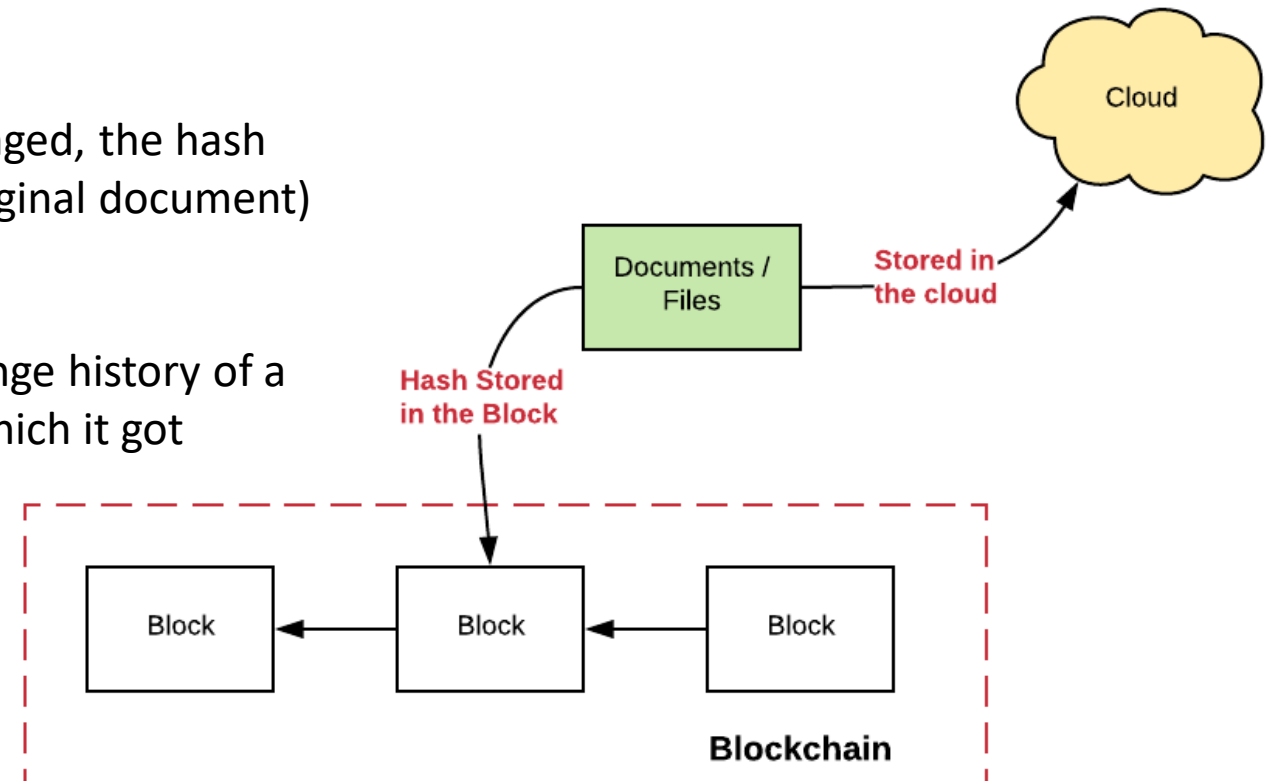 Cloud
nged, the hash
ginal document)
Documents /
Files
Stored in
the cloud
nge history of a
hich it got
Hash Stored
in the Block
Block
Block
Block
Blockchain